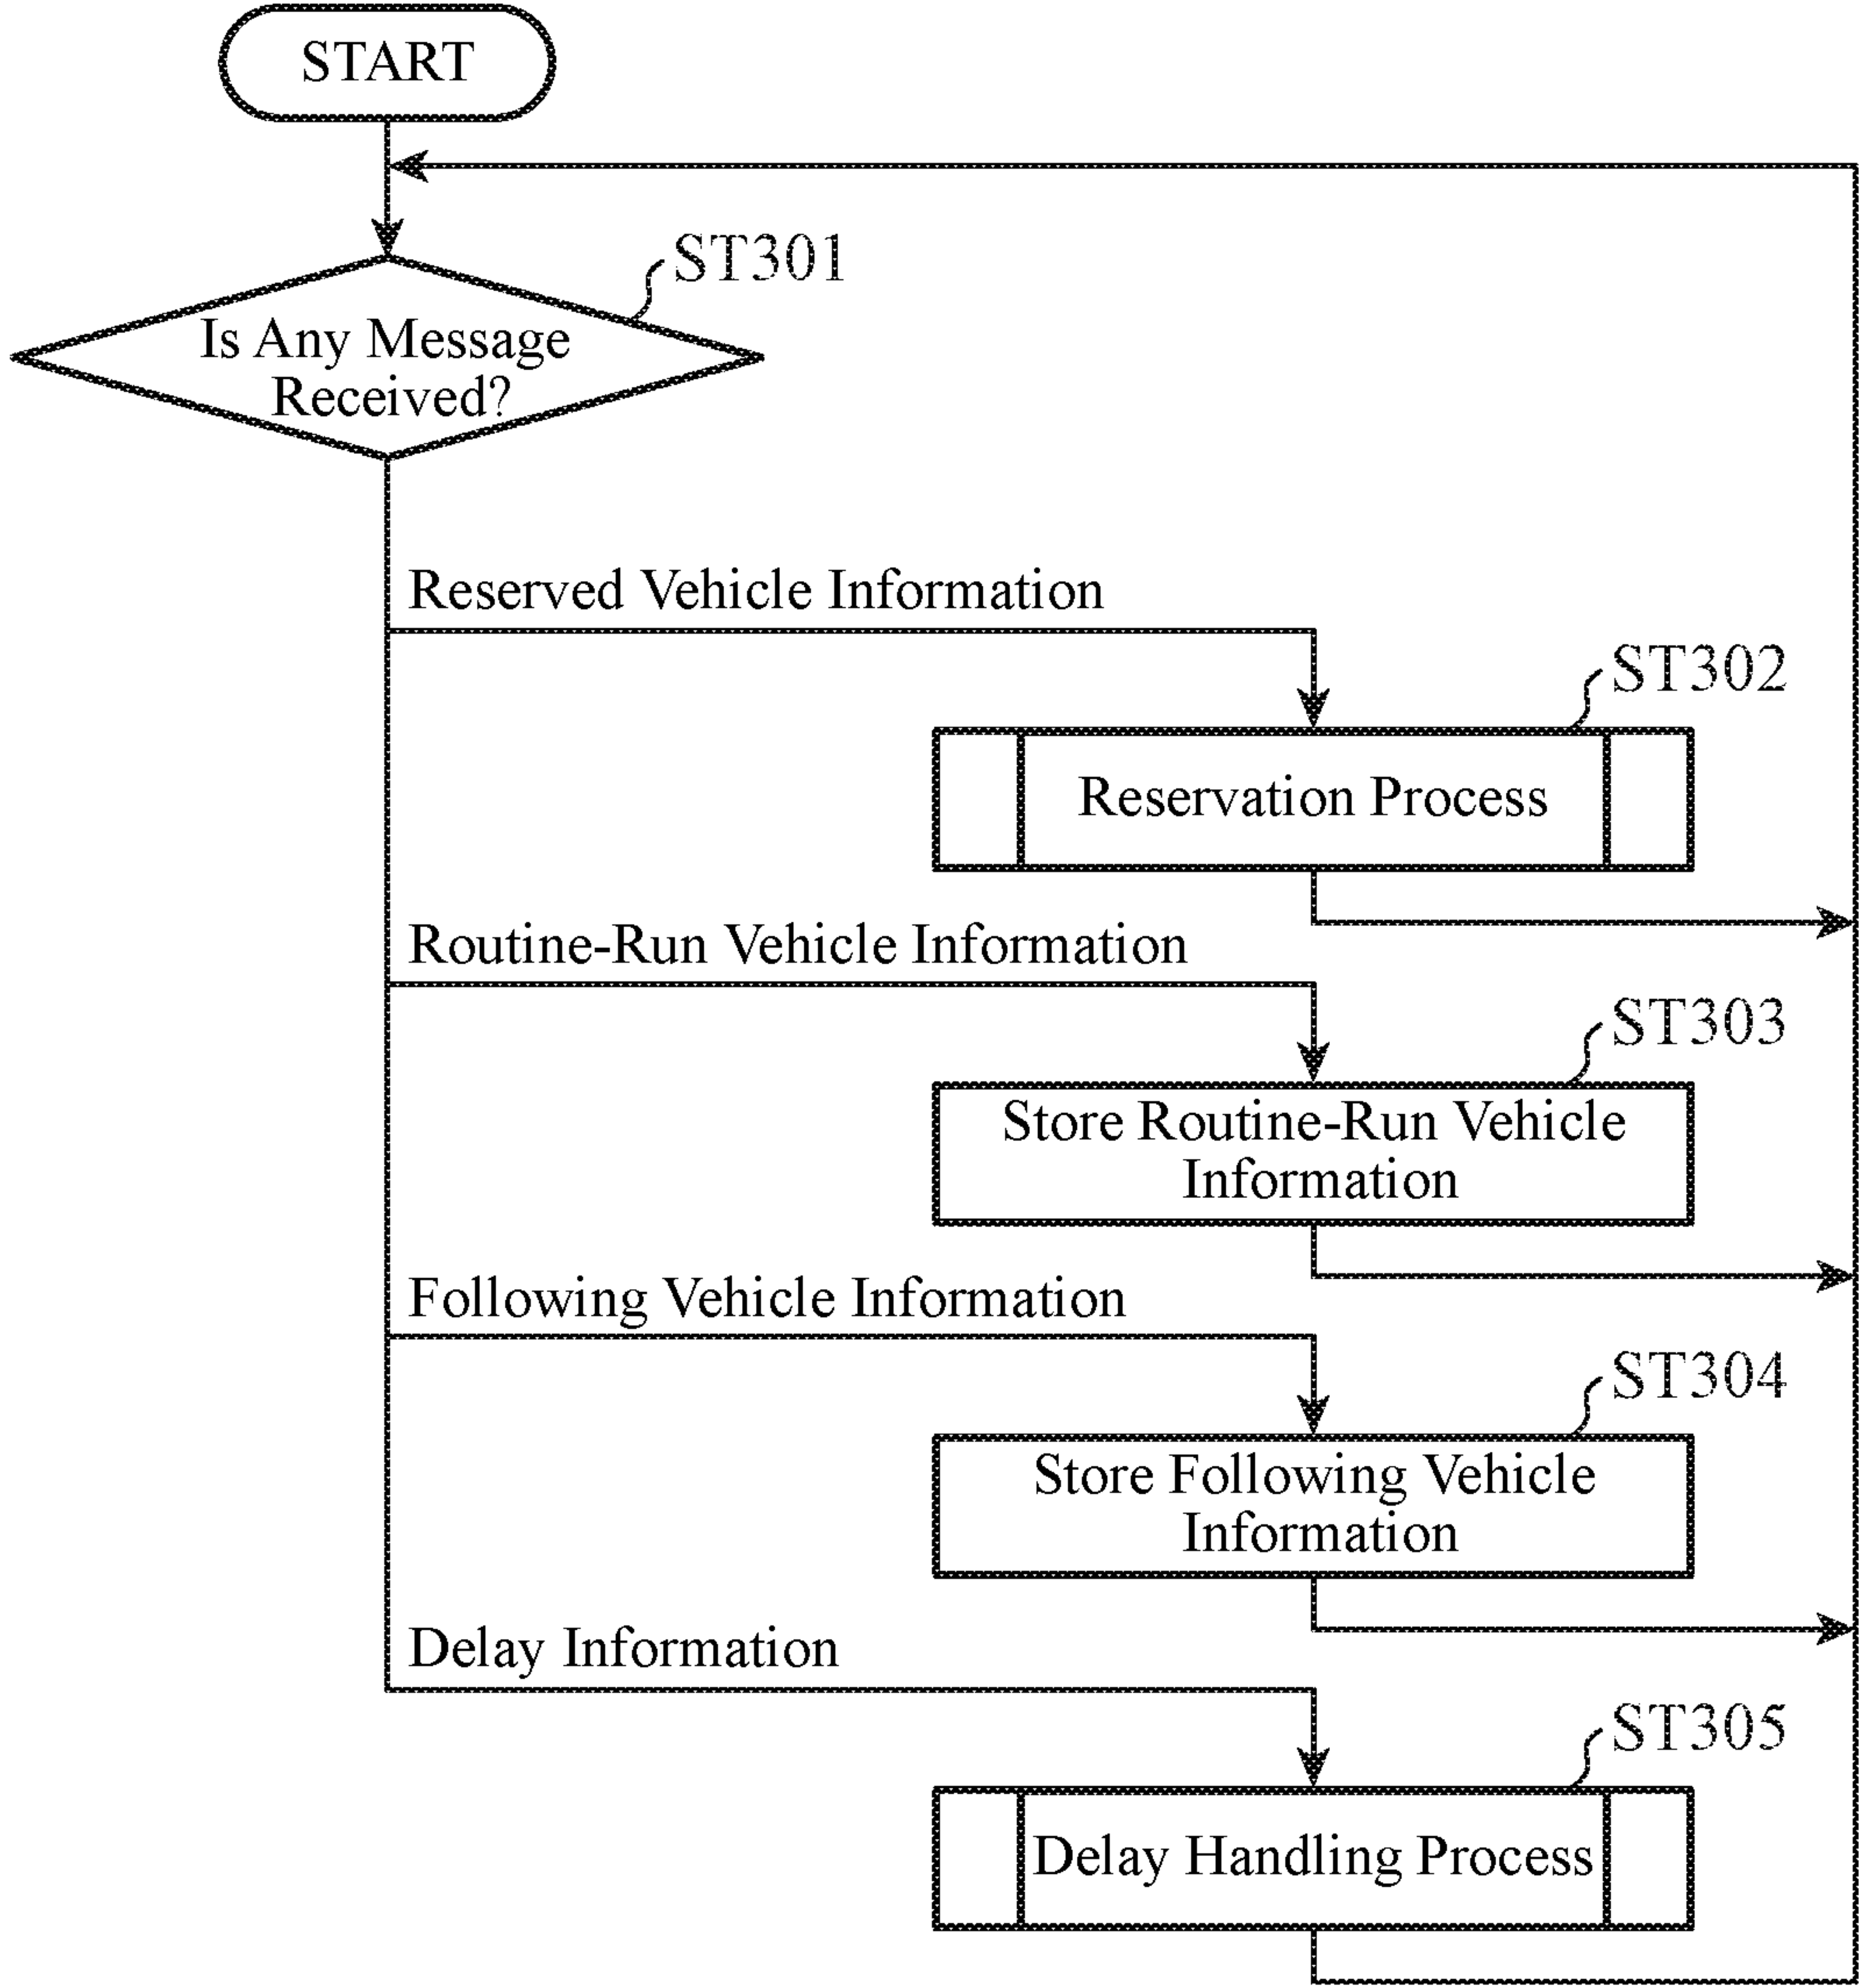 START
ST301
Is Any Message
Received?
Reserved Vehicle Information
ST302
Reservation Process
Routine-Run Vehicle Information
ST303
Store Routine-Run Vehicle
Information
Following Vehicle Information
ST304
Store Following Vehicle
Information
Delay Information
ST305
Delay Handling Process